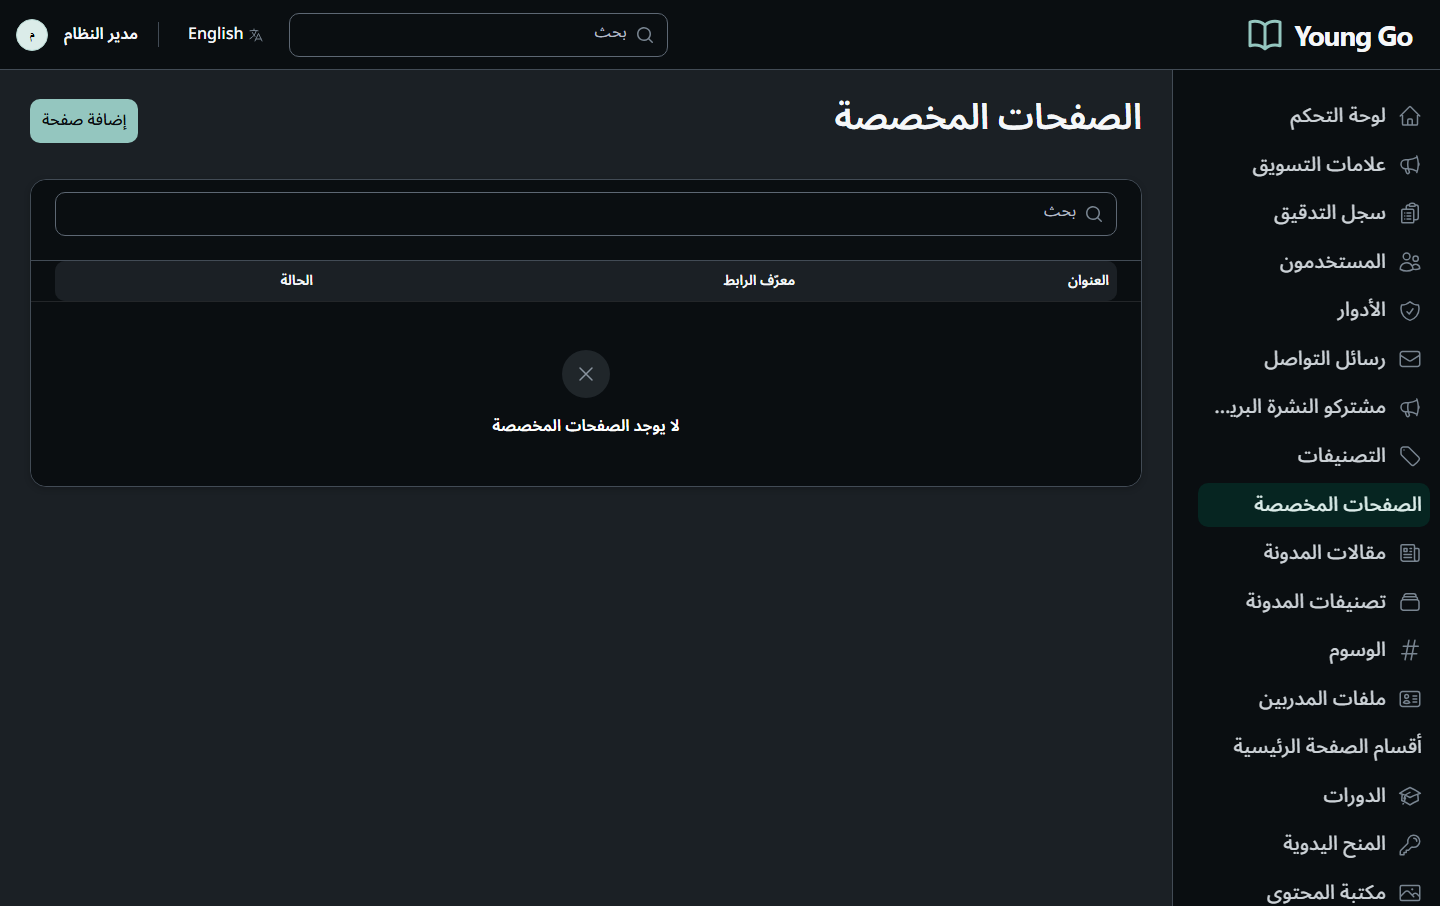 Young Go
بحث
English
مدير النظام
م
لوحة التحكم
علامات التسويق
سجل التدقيق
المستخدمون
الأدوار
رسائل التواصل
مشتركو النشرة البريـ...
التصنيفات
الصفحات المخصصة
مقالات المدونة
تصنيفات المدونة
الوسوم
ملفات المدربين
أقسام الصفحة الرئيسية
الدورات
المنح اليدوية
مكتبة المحتوى
الصفحات المخصصة
إضافة صفحة
بحث
العنوان معرّف الرابط الحالة
لا يوجد الصفحات المخصصة